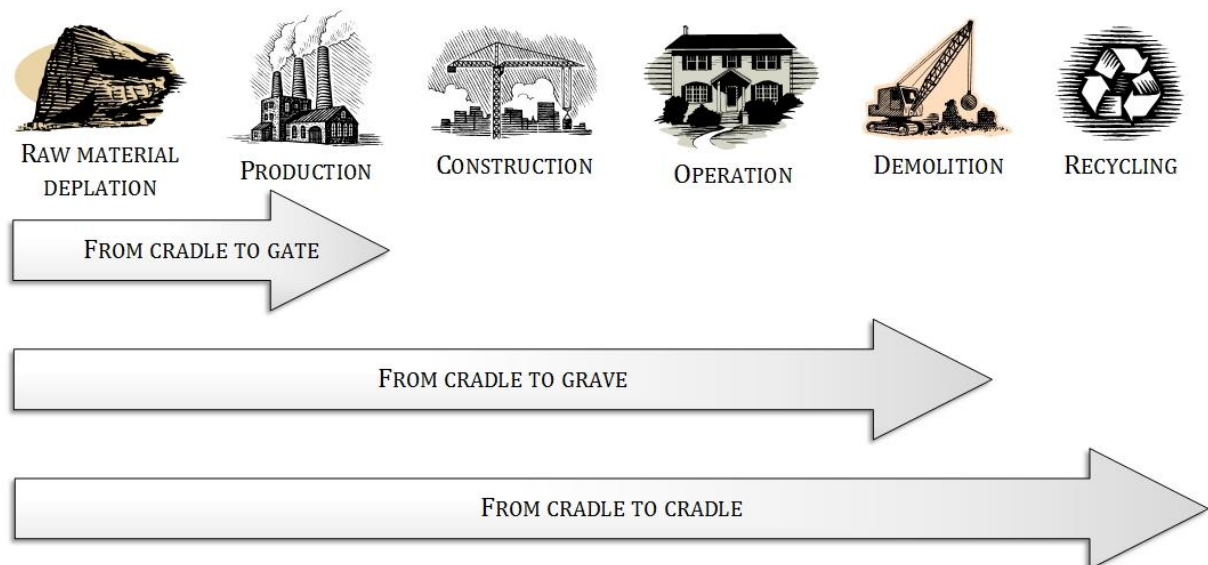 RAW MATERIAL
DEPLATION
PRODUCTION
CONSTRUCTION
OPERATION
DEMOLITION
RECYCLING
FROM CRADLE TO GATE
FROM CRADLE TO GRAVE
FROM CRADLE TO CRADLE